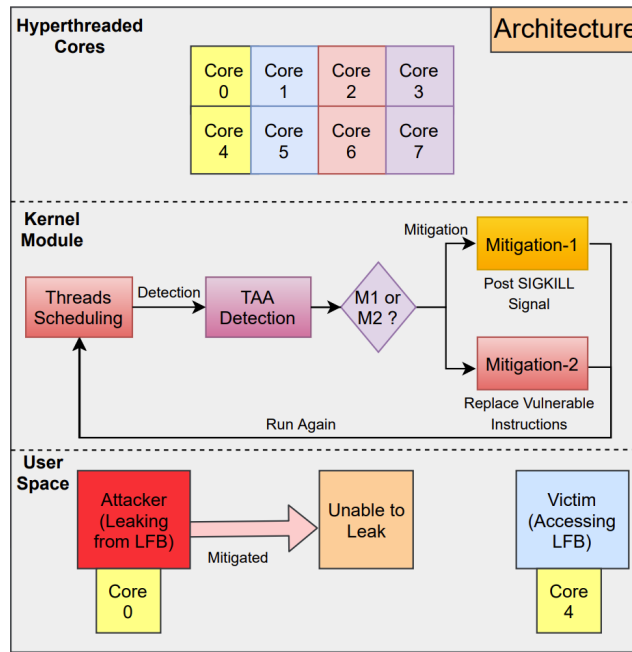 Hyperthreaded
Cores
Architecture
Core
0
Core
1
Core
2
Core
3
Core
4
Core
5
Core
6
Core
7
Kernel
Module
Threads
Scheduling
Detection
TAA
Detection
M1 or
M2 ?
Mitigation
Mitigation-1
Post SIGKILL
Signal
Mitigation-2
Replace Vulnerable
Instructions
Run Again
User
Space
Attacker
(Leaking
from LFB)
Mitigated
Unable to
Leak
Victim
(Accessing
LFB)
Core
0
Core
4